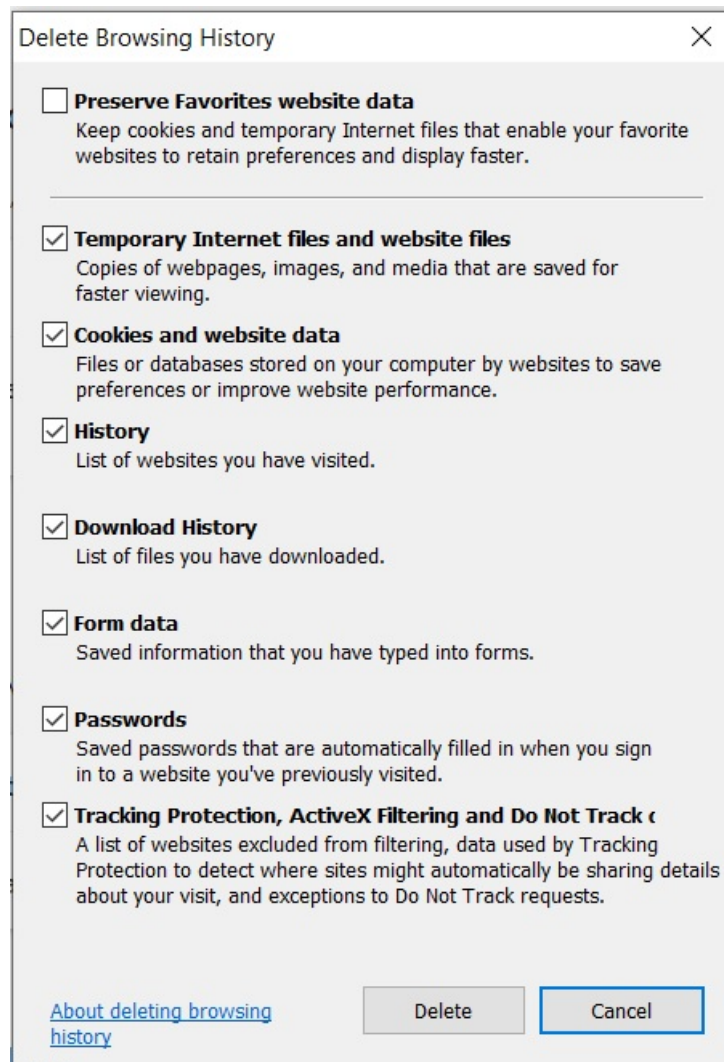 Delete Browsing History
Preserve Favorites website data
Keep cookies and temporary Internet files that enable your favorite
websites to retain preferences and display faster.
Temporary Internet files and website files
Copies of webpages, images, and media that are saved for
faster viewing.
Cookies and website data
Files or databases stored on your computer by websites to save
preferences or improve website performance.
History
List of websites you have visited.
Download History
List of files you have downloaded.
Form data
Saved information that you have typed into forms.
Passwords
Saved passwords that are automatically filled in when you sign
in to a website you've previously visited.
Tracking Protection, ActiveX Filtering and Do Not Track
A list of websites excluded from filtering, data used by Tracking
Protection to detect where sites might automatically be sharing details
about your visit, and exceptions to Do Not Track requests.
About deleting browsing
history
Delete
Cancel